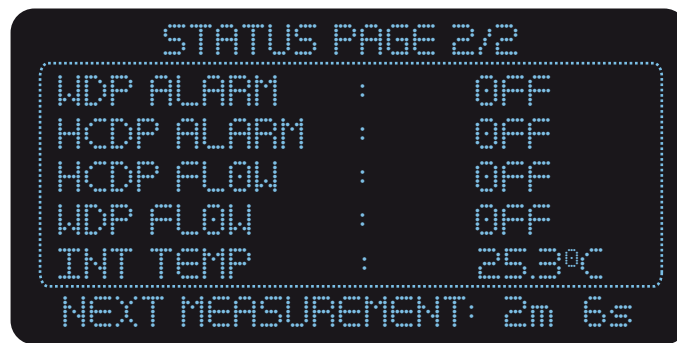 STATUS PAGE 2/2
WDP ALARM : OFF
HCDP ALARM : OFF
HCDP FLOW : OFF
WDP FLOW : OFF
INT TEMP : 25.3⁰C
NEXT MEASUREMENT: 2m 6s